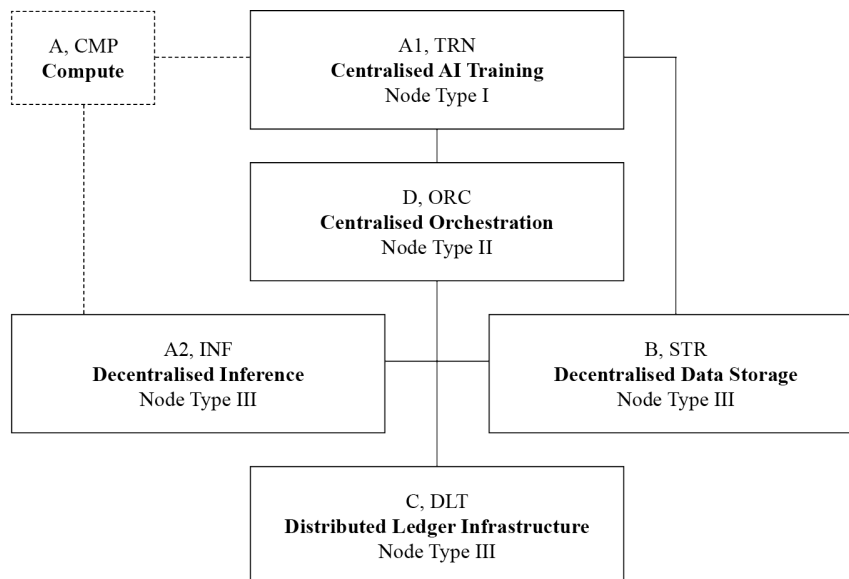 A, CMP
Compute
A1, TRN
Centralised AI Training
Node Type I
D, ORC
Centralised Orchestration
Node Type II
A2, INF
Decentralised Inference
Node Type III
B, STR
Decentralised Data Storage
Node Type III
C, DLT
Distributed Ledger Infrastructure
Node Type III